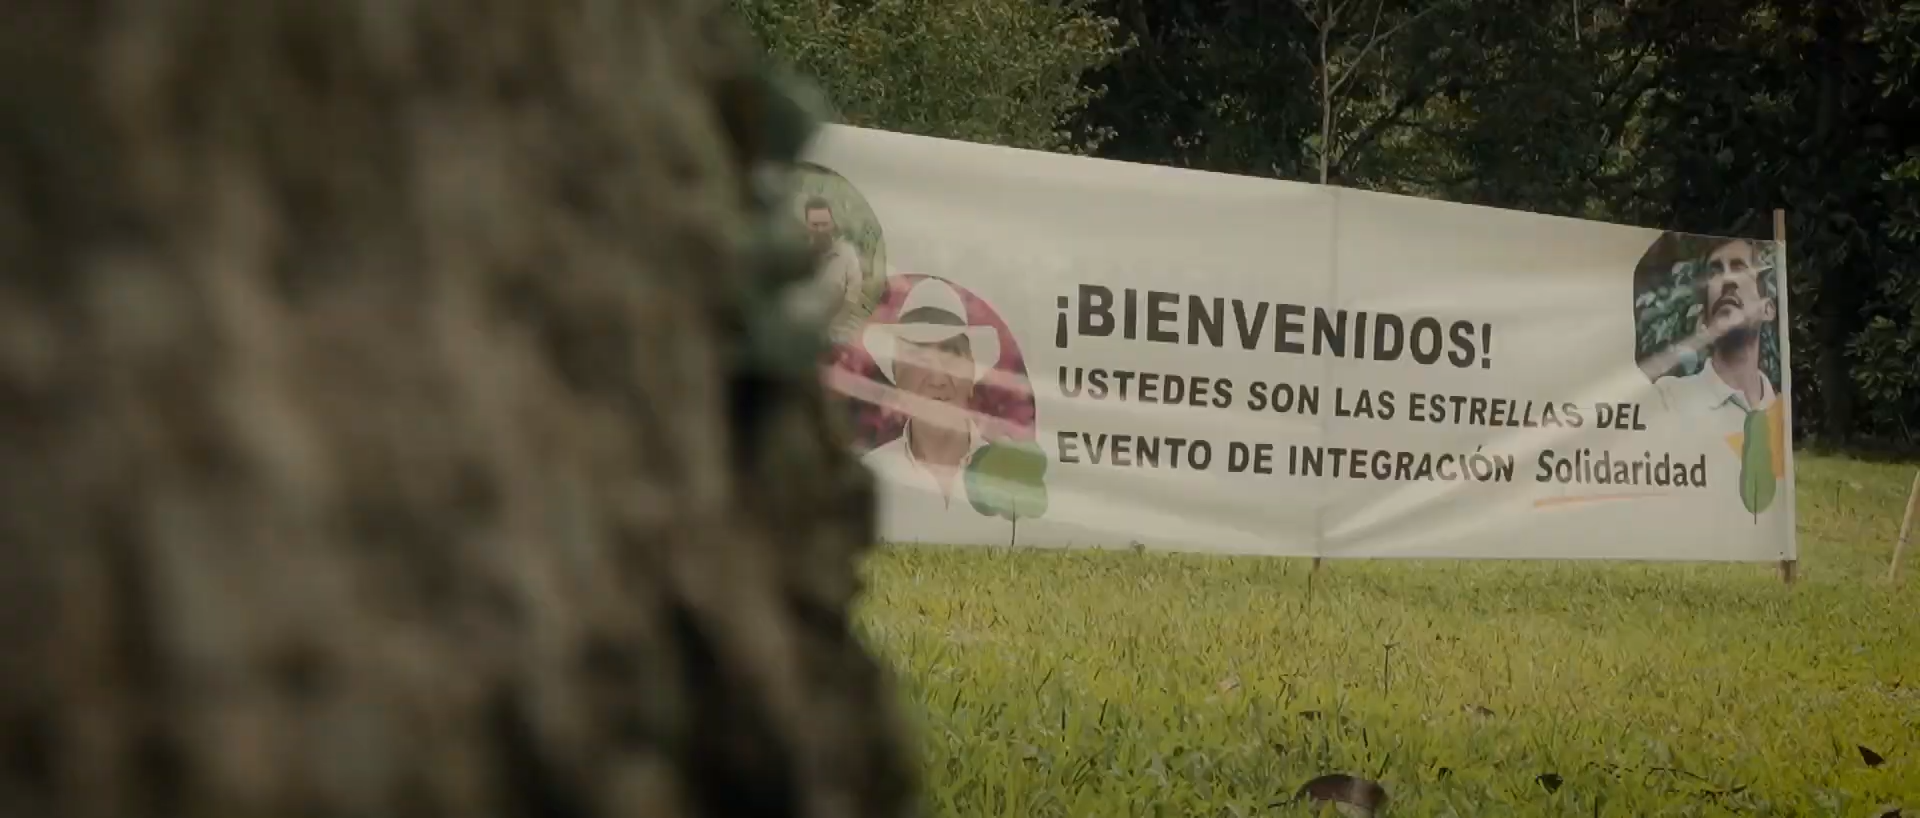 ¡BIENVENIDOS!
USTEDES SON LAS ESTRELLAS DEL
EVENTO DE INTEGRACIÓN Solidaridad